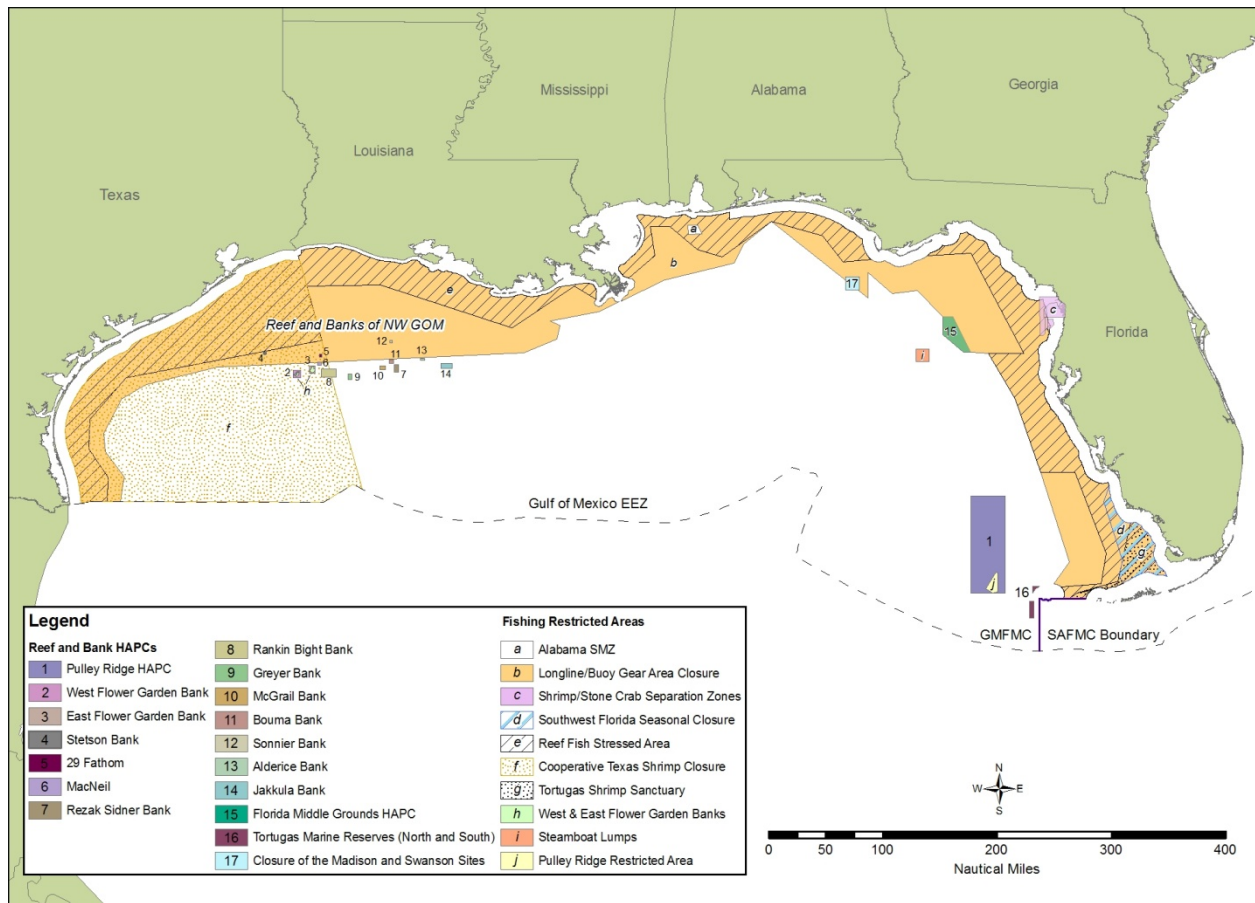 Mississippi
Alabama
Georgia
Louisiana
Texas
Florida
a
b
17
c
e
Reef and Banks of NW GOM
15
i
12
5
4
6
11
13
3
2
8
9
10
7
14
h
f
Gulf of Mexico EEZ
1
d
g
j
16
GMFMC
SAFMC Boundary
Legend
Reef and Bank HAPCs
1 Pulley Ridge HAPC
2 West Flower Garden Bank
3 East Flower Garden Bank
4 Stetson Bank
5 29 Fathom
6 MacNeil
7 Rezak Sidner Bank
8 Rankin Bight Bank
9 Greyer Bank
10 McGrail Bank
11 Bouma Bank
12 Sonnier Bank
13 Alderice Bank
14 Jakkula Bank
15 Florida Middle Grounds HAPC
16 Tortugas Marine Reserves (North and South)
17 Closure of the Madison and Swanson Sites
Fishing Restricted Areas
a Alabama SMZ
b Longline/Buoy Gear Area Closure
c Shrimp/Stone Crab Separation Zones
d Southwest Florida Seasonal Closure
e Reef Fish Stressed Area
f Cooperative Texas Shrimp Closure
g Tortugas Shrimp Sanctuary
h West & East Flower Garden Banks
i Steamboat Lumps
j Pulley Ridge Restricted Area
N
W E
S
0 50 100 200 300 400
Nautical Miles